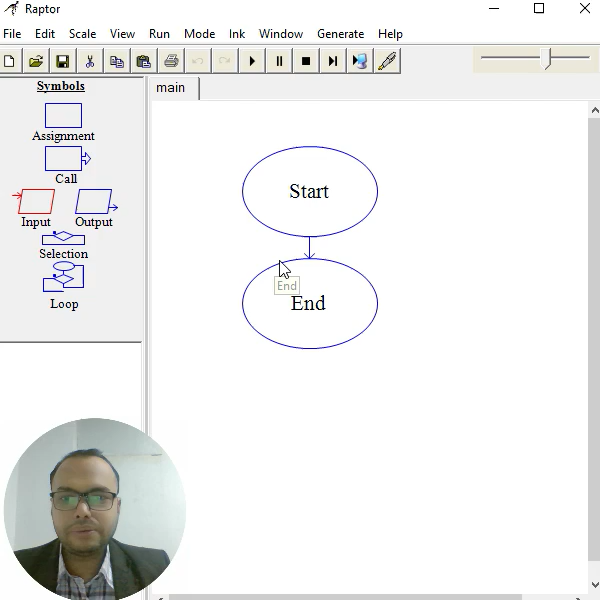 Raptor
File Edit Scale View Run Mode Ink Window Generate Help
Symbols
main
Assignment
Call
Input Output
Selection
Loop
Start
End
End